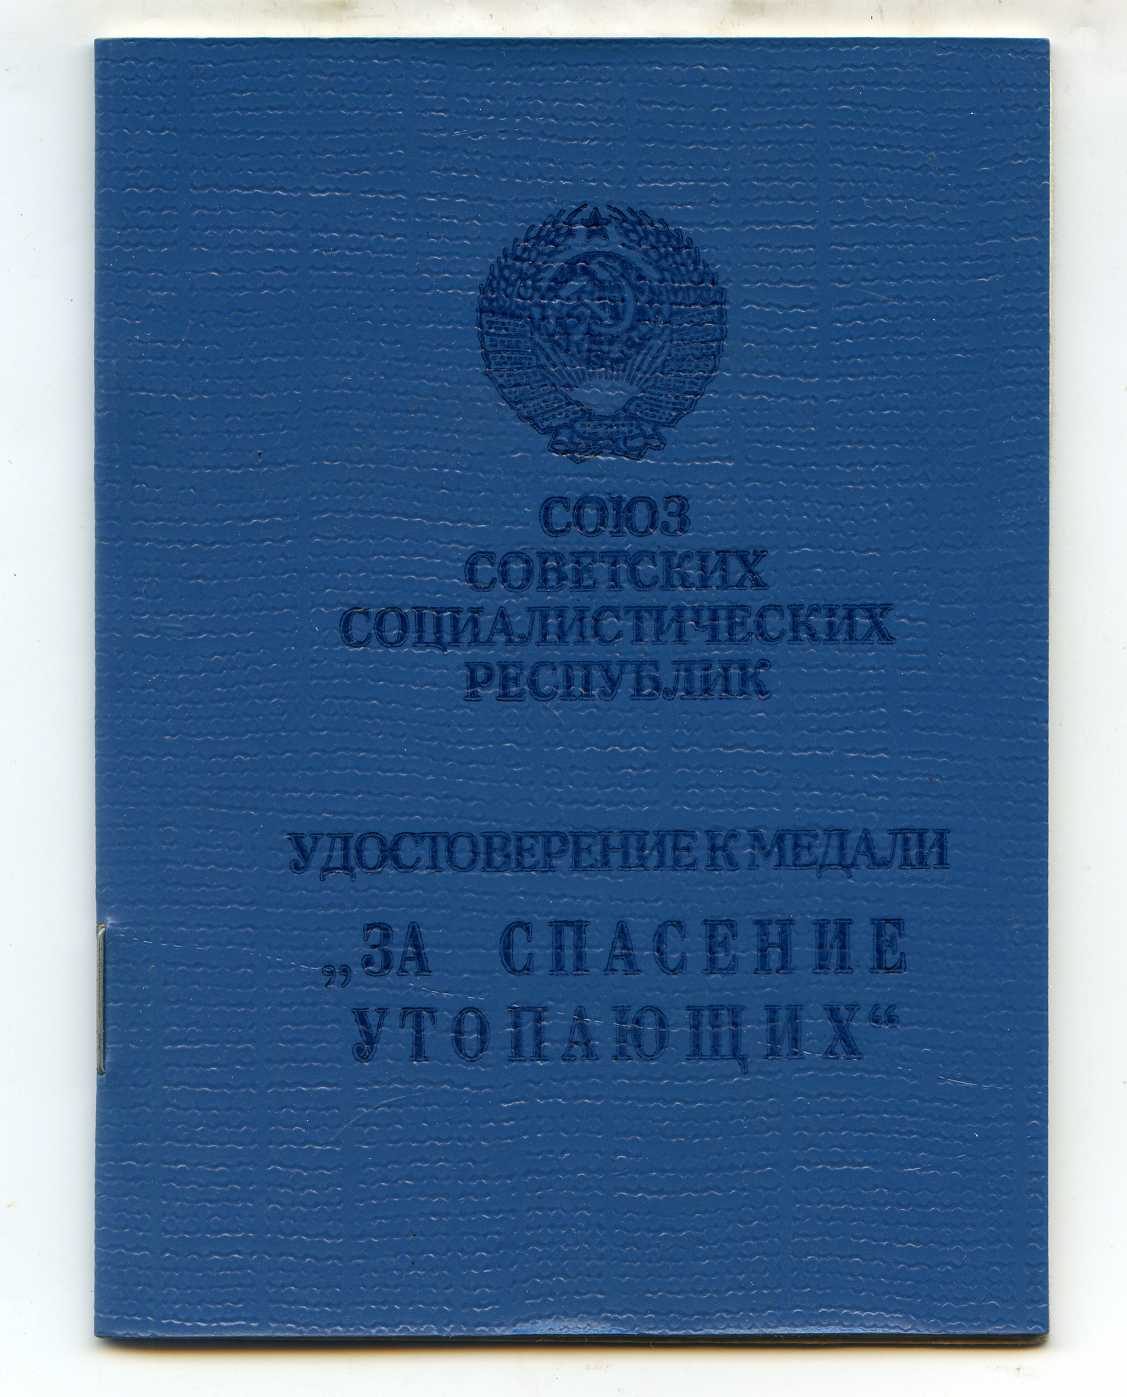 СОЮЗ
СОВЕТСКИХ
СОЦИАЛИСТИЧЕСКИХ
РЕСПУБЛИК
УДОСТОВЕРЕНИЕ К МЕДАЛИ
„ЗА СПАСЕНИЕ
УТОПАЮЩИХ“